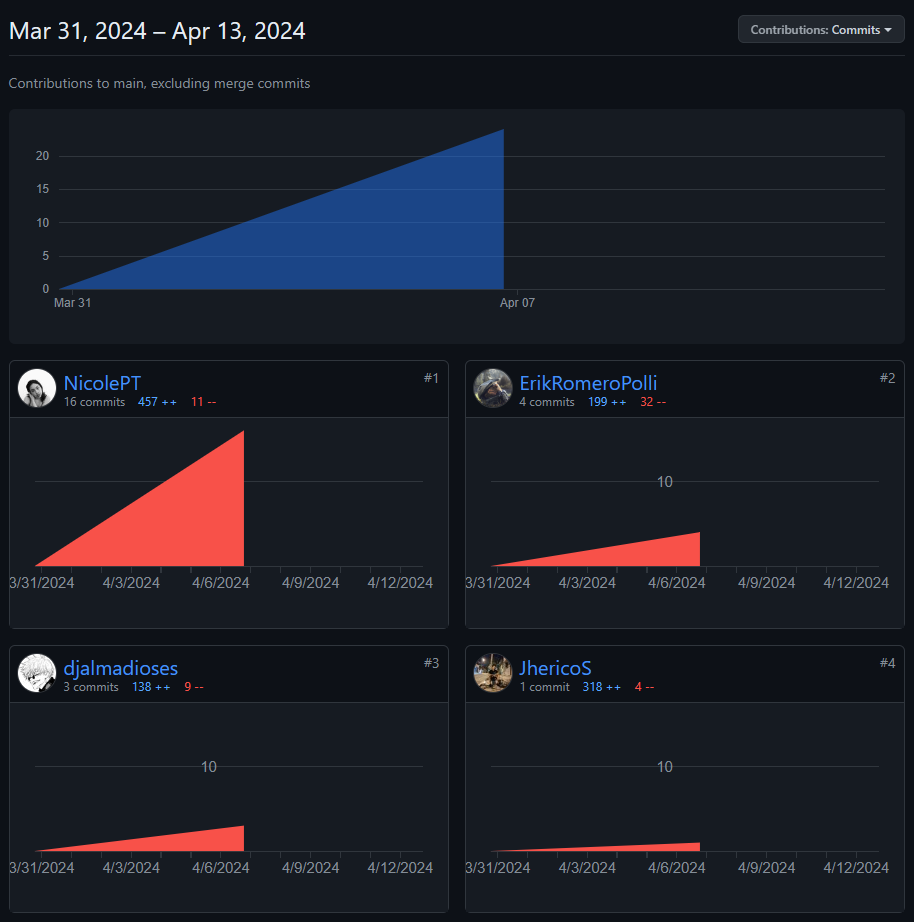 Mar 31, 2024 – Apr 13, 2024
Contributions: Commits
Contributions to main, excluding merge commits
20
15
10
5
0
Mar 31 Apr 07
NicolePT #1
16 commits 457 ++ 11 --
3/31/2024 4/3/2024 4/6/2024 4/9/2024 4/12/2024
ErikRomeroPolli #2
4 commits 199 ++ 32 --
10
3/31/2024 4/3/2024 4/6/2024 4/9/2024 4/12/2024
djalmadioses #3
3 commits 138 ++ 9 --
10
3/31/2024 4/3/2024 4/6/2024 4/9/2024 4/12/2024
JhericoS #4
1 commit 318 ++ 4 --
10
3/31/2024 4/3/2024 4/6/2024 4/9/2024 4/12/2024